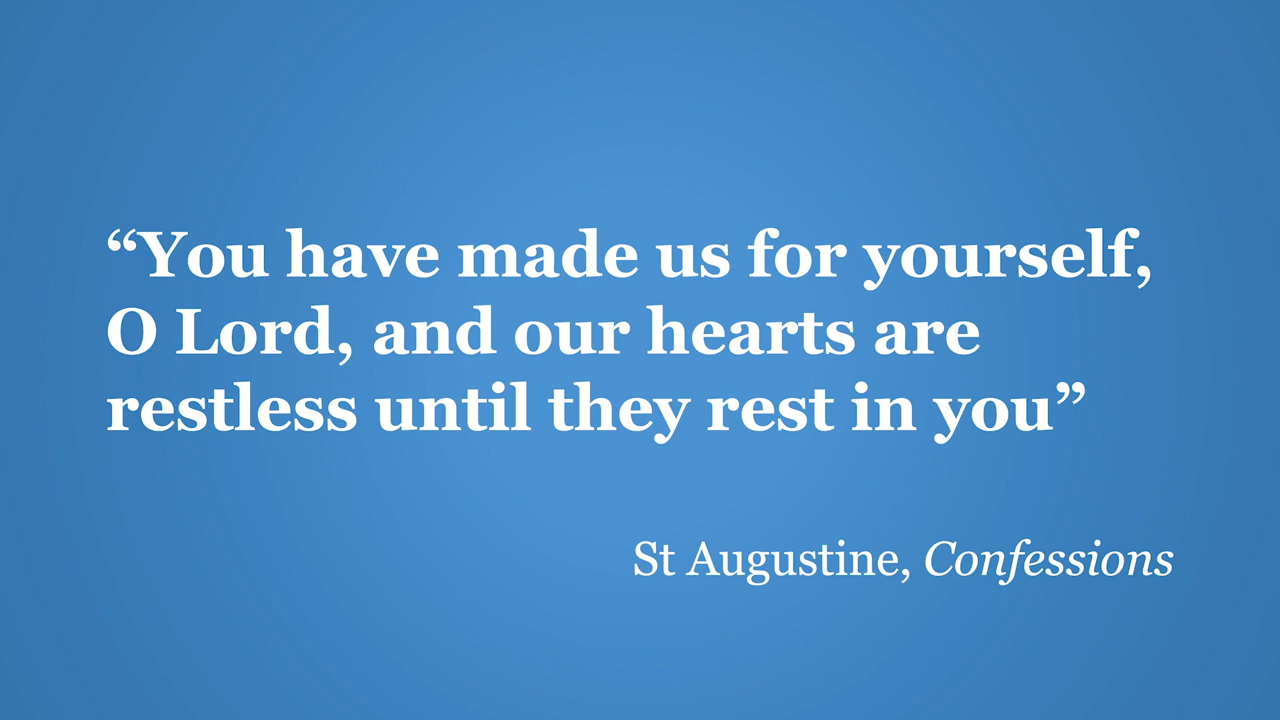 “You have made us for yourself,
O Lord, and our hearts are
restless until they rest in you”
St Augustine, Confessions